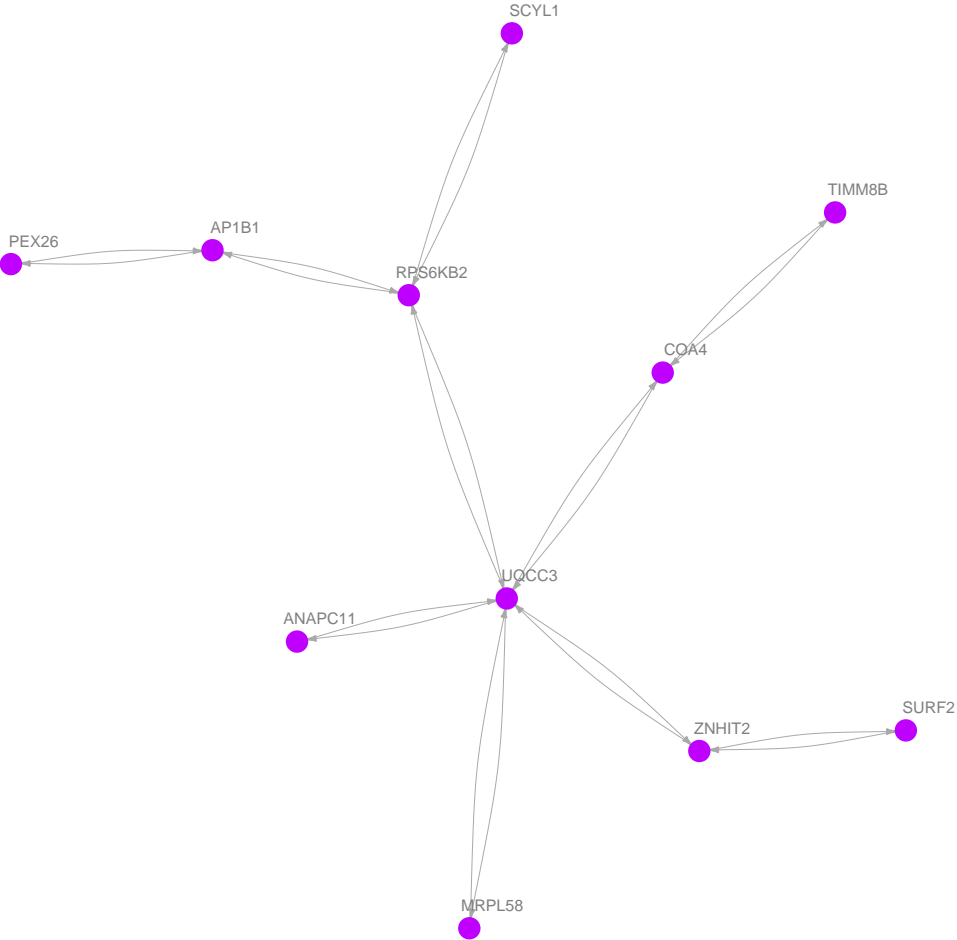 SCYL1
TIMM8B
AP1B1
PEX26
RPS6KB2
COA4
UQCC3
ANAPC11
SURF2
ZNHIT2
MRPL58